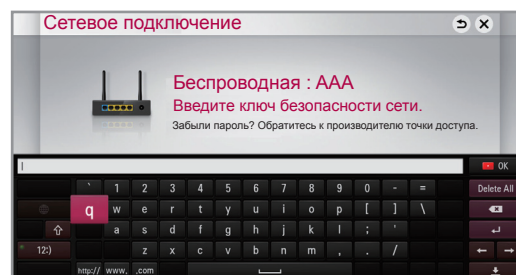 Сетевое подключение
Беспроводная : AAA
Введите ключ безопасности сети.
Забыли пароль? Обратитесь к производителю точки доступа.
OK
` 1 2 3 4 5 6 7 8 9 0 - = Delete All
q w e r t y u i o p [ ] \
a s d f g h j k l ; '
12:) z x c v b n m , . /
http:// www. .com